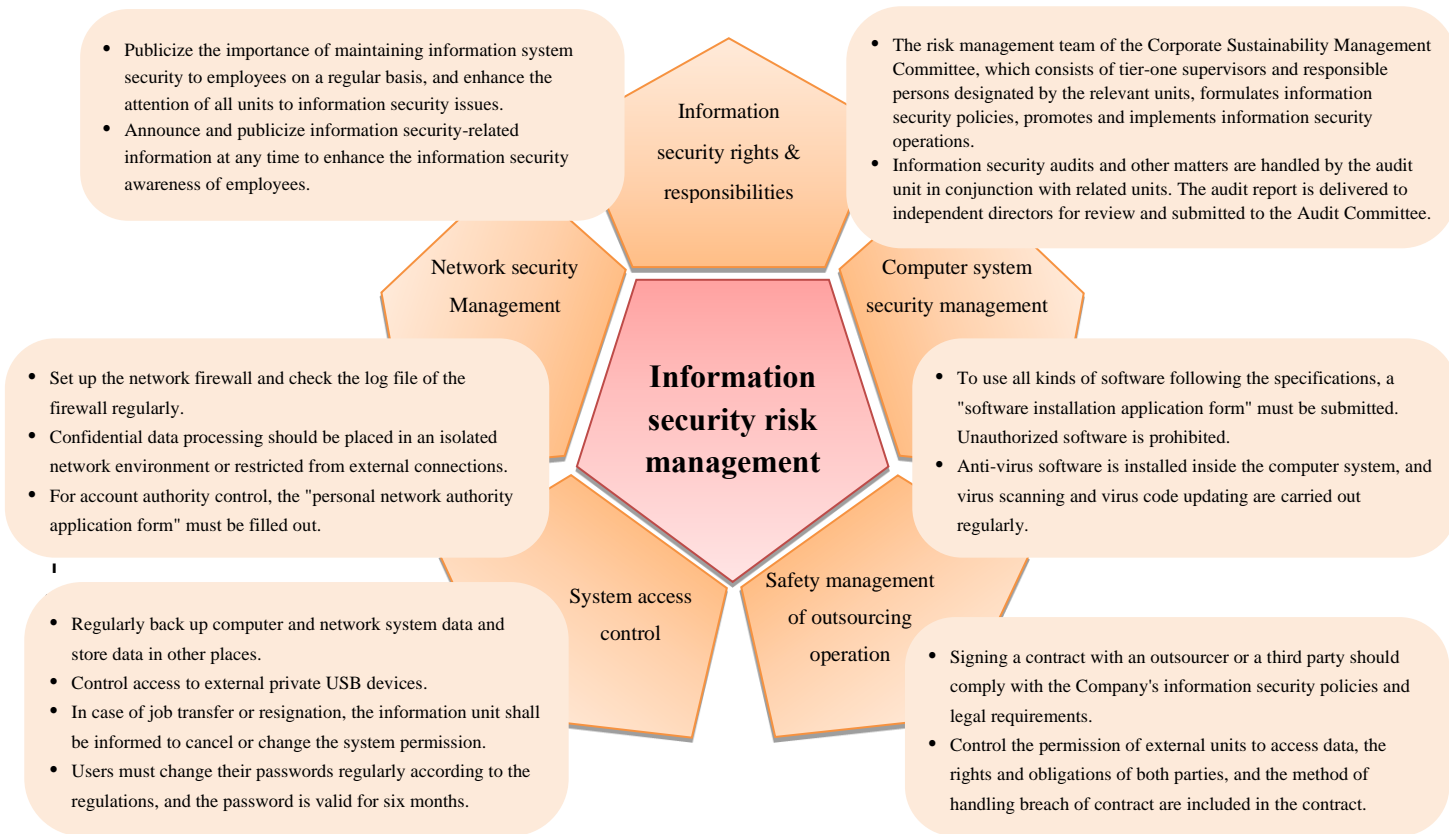 • Publicize the importance of maintaining information system
security to employees on a regular basis, and enhance the
attention of all units to information security issues.
• Announce and publicize information security-related
information at any time to enhance the information security
awareness of employees.
Information
security rights &
responsibilities
• The risk management team of the Corporate Sustainability Management
Committee, which consists of tier-one supervisors and responsible
persons designated by the relevant units, formulates information
security policies, promotes and implements information security
operations.
• Information security audits and other matters are handled by the audit
unit in conjunction with related units. The audit report is delivered to
independent directors for review and submitted to the Audit Committee.
Network security
Management
Computer system
security management
• Set up the network firewall and check the log file of the
firewall regularly.
• Confidential data processing should be placed in an isolated
network environment or restricted from external connections.
• For account authority control, the "personal network authority
application form" must be filled out.
Information
security risk
management
• To use all kinds of software following the specifications, a
"software installation application form" must be submitted.
Unauthorized software is prohibited.
• Anti-virus software is installed inside the computer system, and
virus scanning and virus code updating are carried out
regularly.
• Regularly back up computer and network system data and
store data in other places.
• Control access to external private USB devices.
• In case of job transfer or resignation, the information unit shall
be informed to cancel or change the system permission.
• Users must change their passwords regularly according to the
regulations, and the password is valid for six months.
System access
control
Safety management
of outsourcing
operation
• Signing a contract with an outsourcer or a third party should
comply with the Company's information security policies and
legal requirements.
• Control the permission of external units to access data, the
rights and obligations of both parties, and the method of
handling breach of contract are included in the contract.